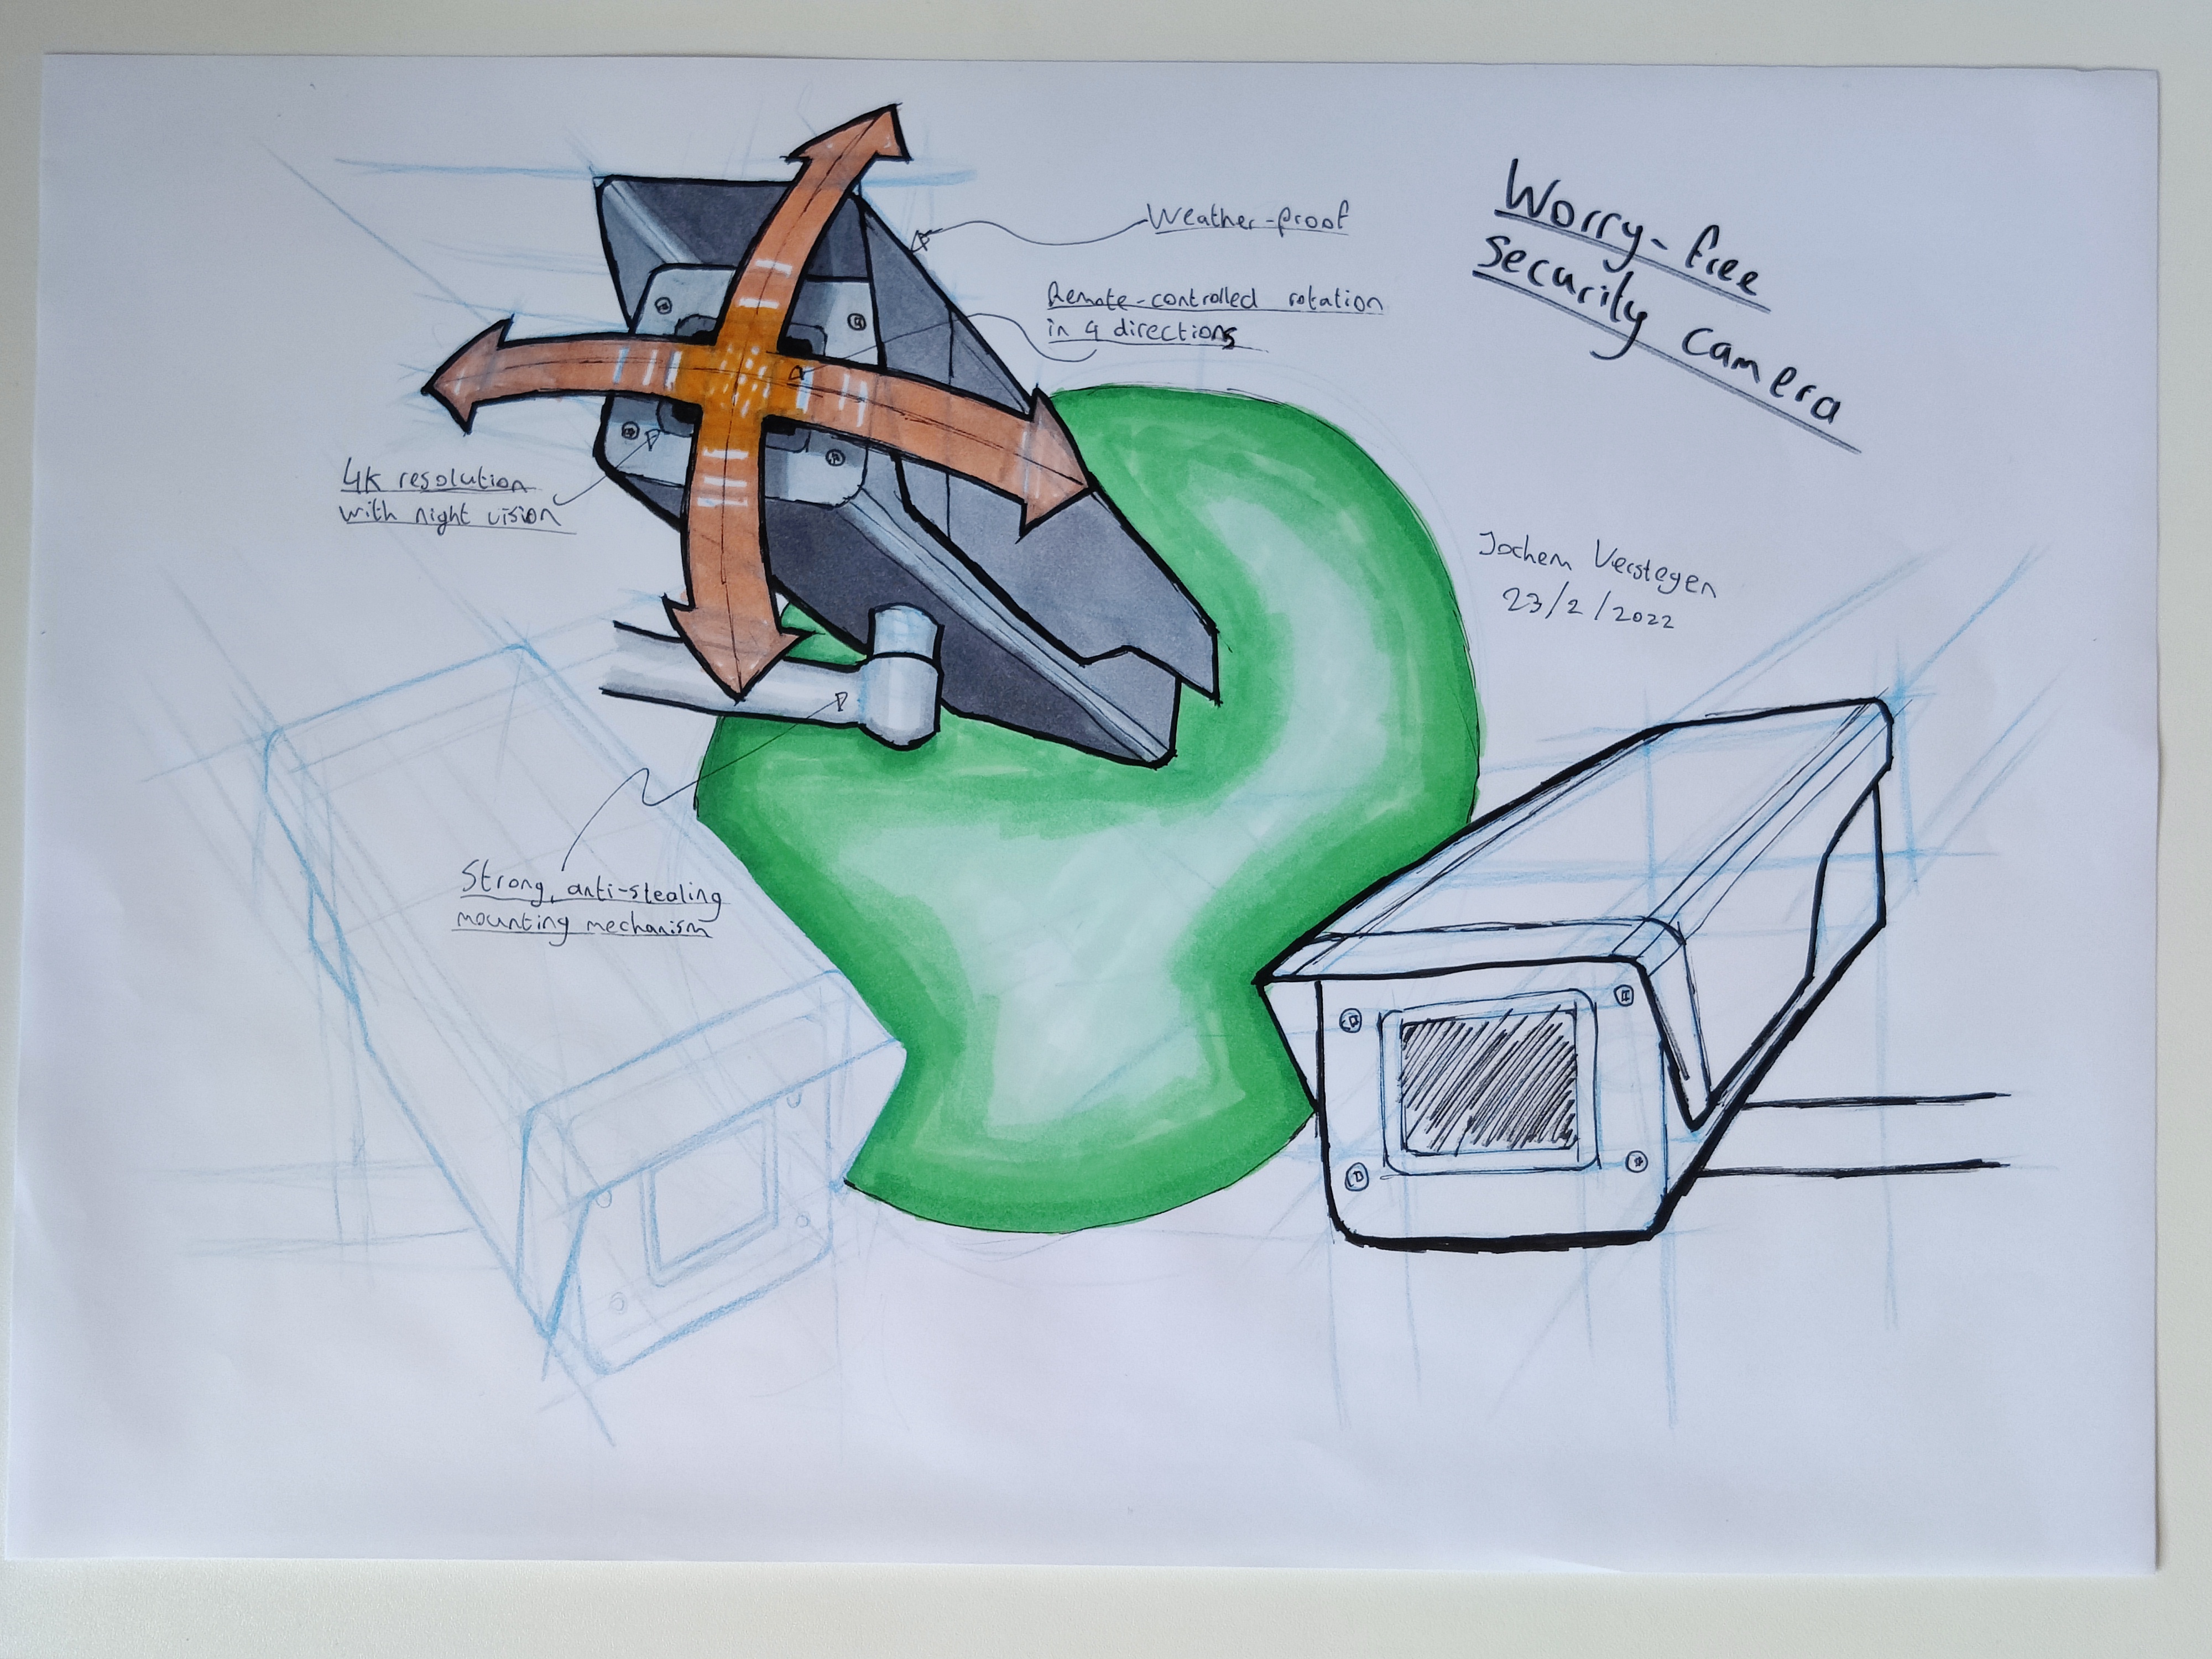 Worry-free
security camera
Weather-proof
Remote-controlled rotation
in 4 directions
4K resolution
with night vision
Jochem Verstegen
23/2/2022
Strong, anti-stealing
mounting mechanism